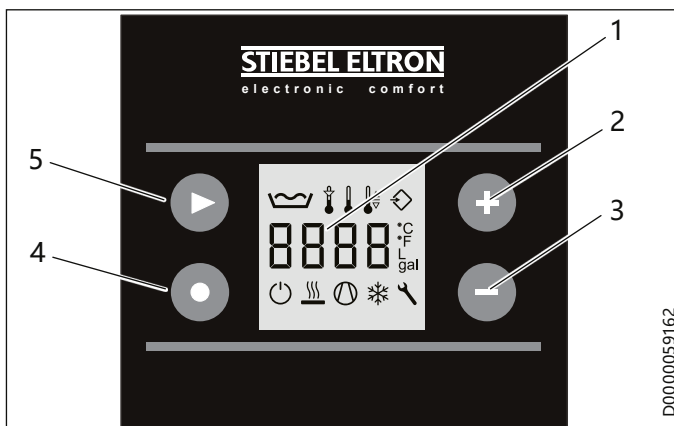 1
STIEBEL ELTRON
electronic comfort
2
5
°C
8888 °F
L
gal
4
3
D0000059162